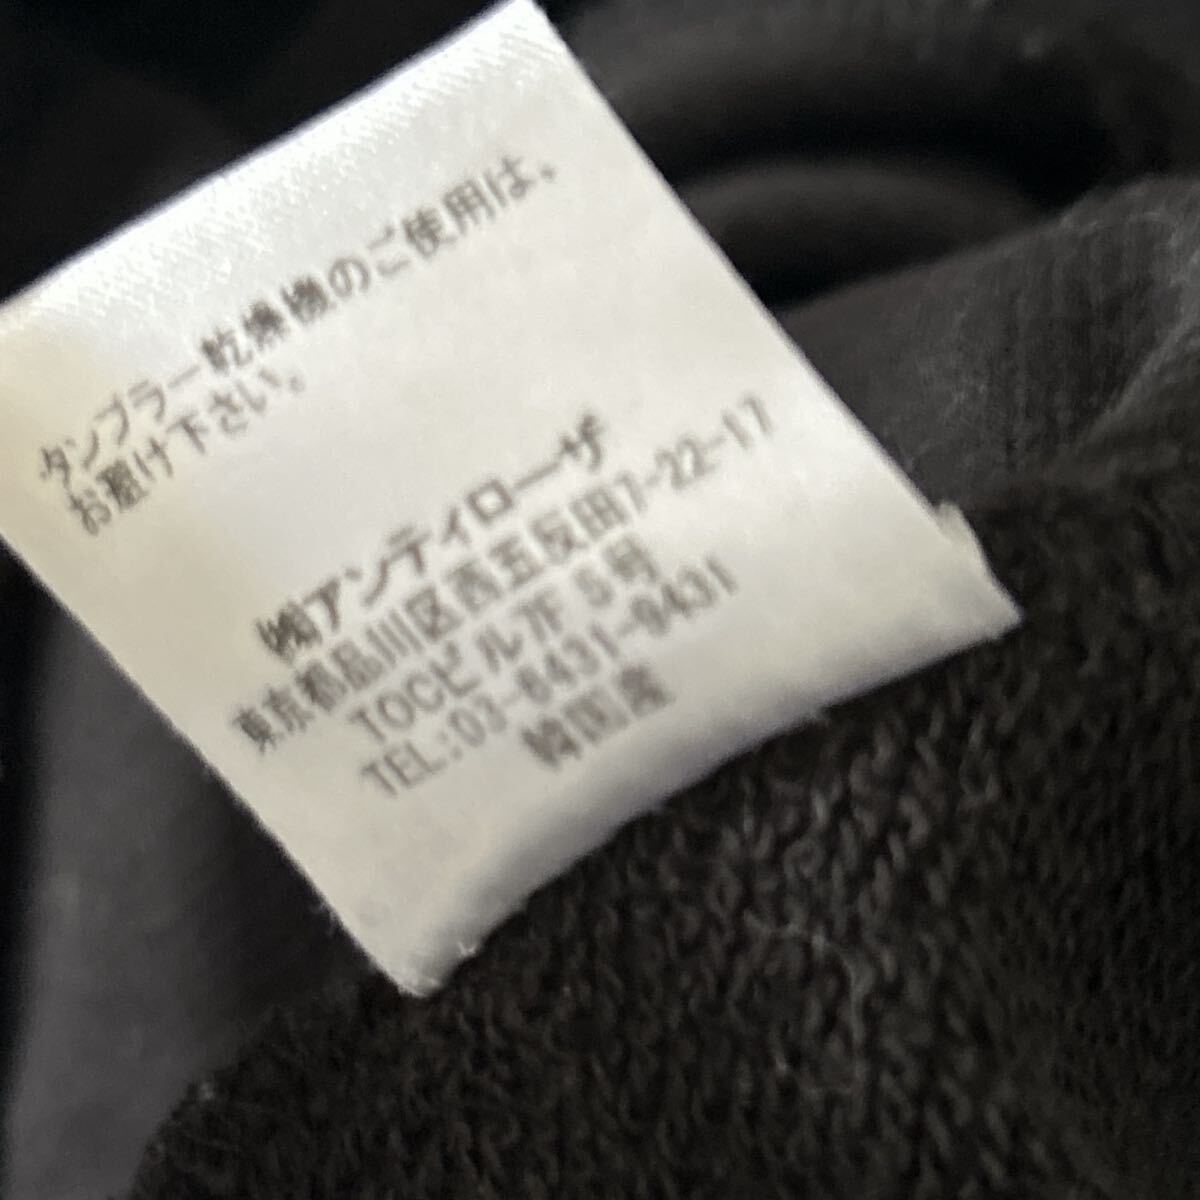 タンブラー乾燥機のご使用は、
お避け下さい。
㈱アンティローザ
東京都品川区西五反田7-22-17
TOCビル7F 5号
TEL:03-6431-9431
韓国産